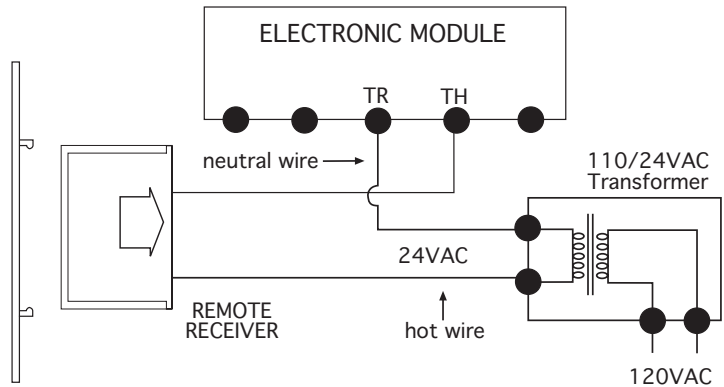 ELECTRONIC MODULE
TR TH
neutral wire
110/24VAC
Transformer
24VAC
REMOTE
RECEIVER
hot wire
120VAC